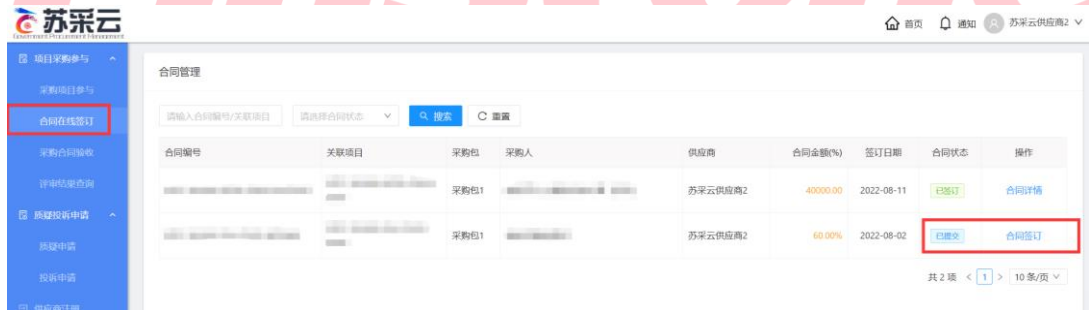 苏采云
Government Procurement Management
首页 通知 苏采云供应商2
项目采购参与
采购项目参与
合同在线签订
采购合同验收
评审结果查询
质疑投诉申请
质疑申请
投诉申请
合同管理
请输入合同编号/关联项目 请选择合同状态 搜索 重置
合同编号 关联项目 采购包 采购人 供应商 合同金额(%) 签订日期 合同状态 操作
采购包1 苏采云供应商2 40000.00 2022-08-11 已签订 合同详情
采购包1 苏采云供应商2 60.00% 2022-08-02 已提交 合同签订
共 2 项 < 1 > 10 条/页